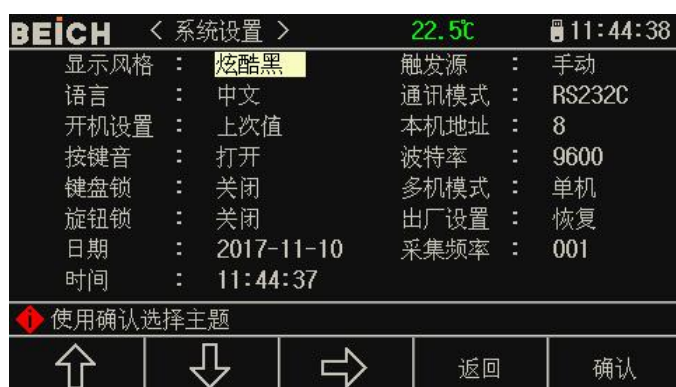 BEICH < 系统设置 > 22.5℃ 11:44:38
显示风格 : 炫酷黑 触发源 : 手动
语言 : 中文 通讯模式 : RS232C
开机设置 : 上次值 本机地址 : 8
按键音 : 打开 波特率 : 9600
键盘锁 : 关闭 多机模式 : 单机
旋钮锁 : 关闭 出厂设置 : 恢复
日期 : 2017-11-10 采集频率 : 001
时间 : 11:44:37
使用确认选择主题
返回 确认